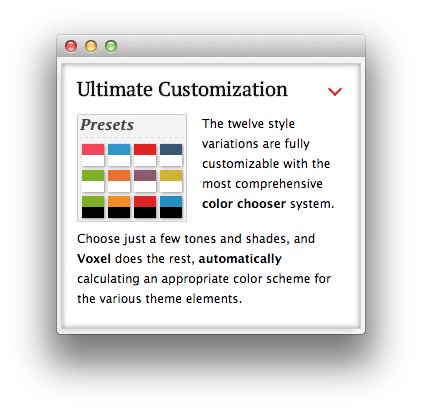 Ultimate Customization
Presets
The twelve style
variations are fully
customizable with the
most comprehensive
color chooser system.
Choose just a few tones and shades, and
Voxel does the rest, automatically
calculating an appropriate color scheme for
the various theme elements.